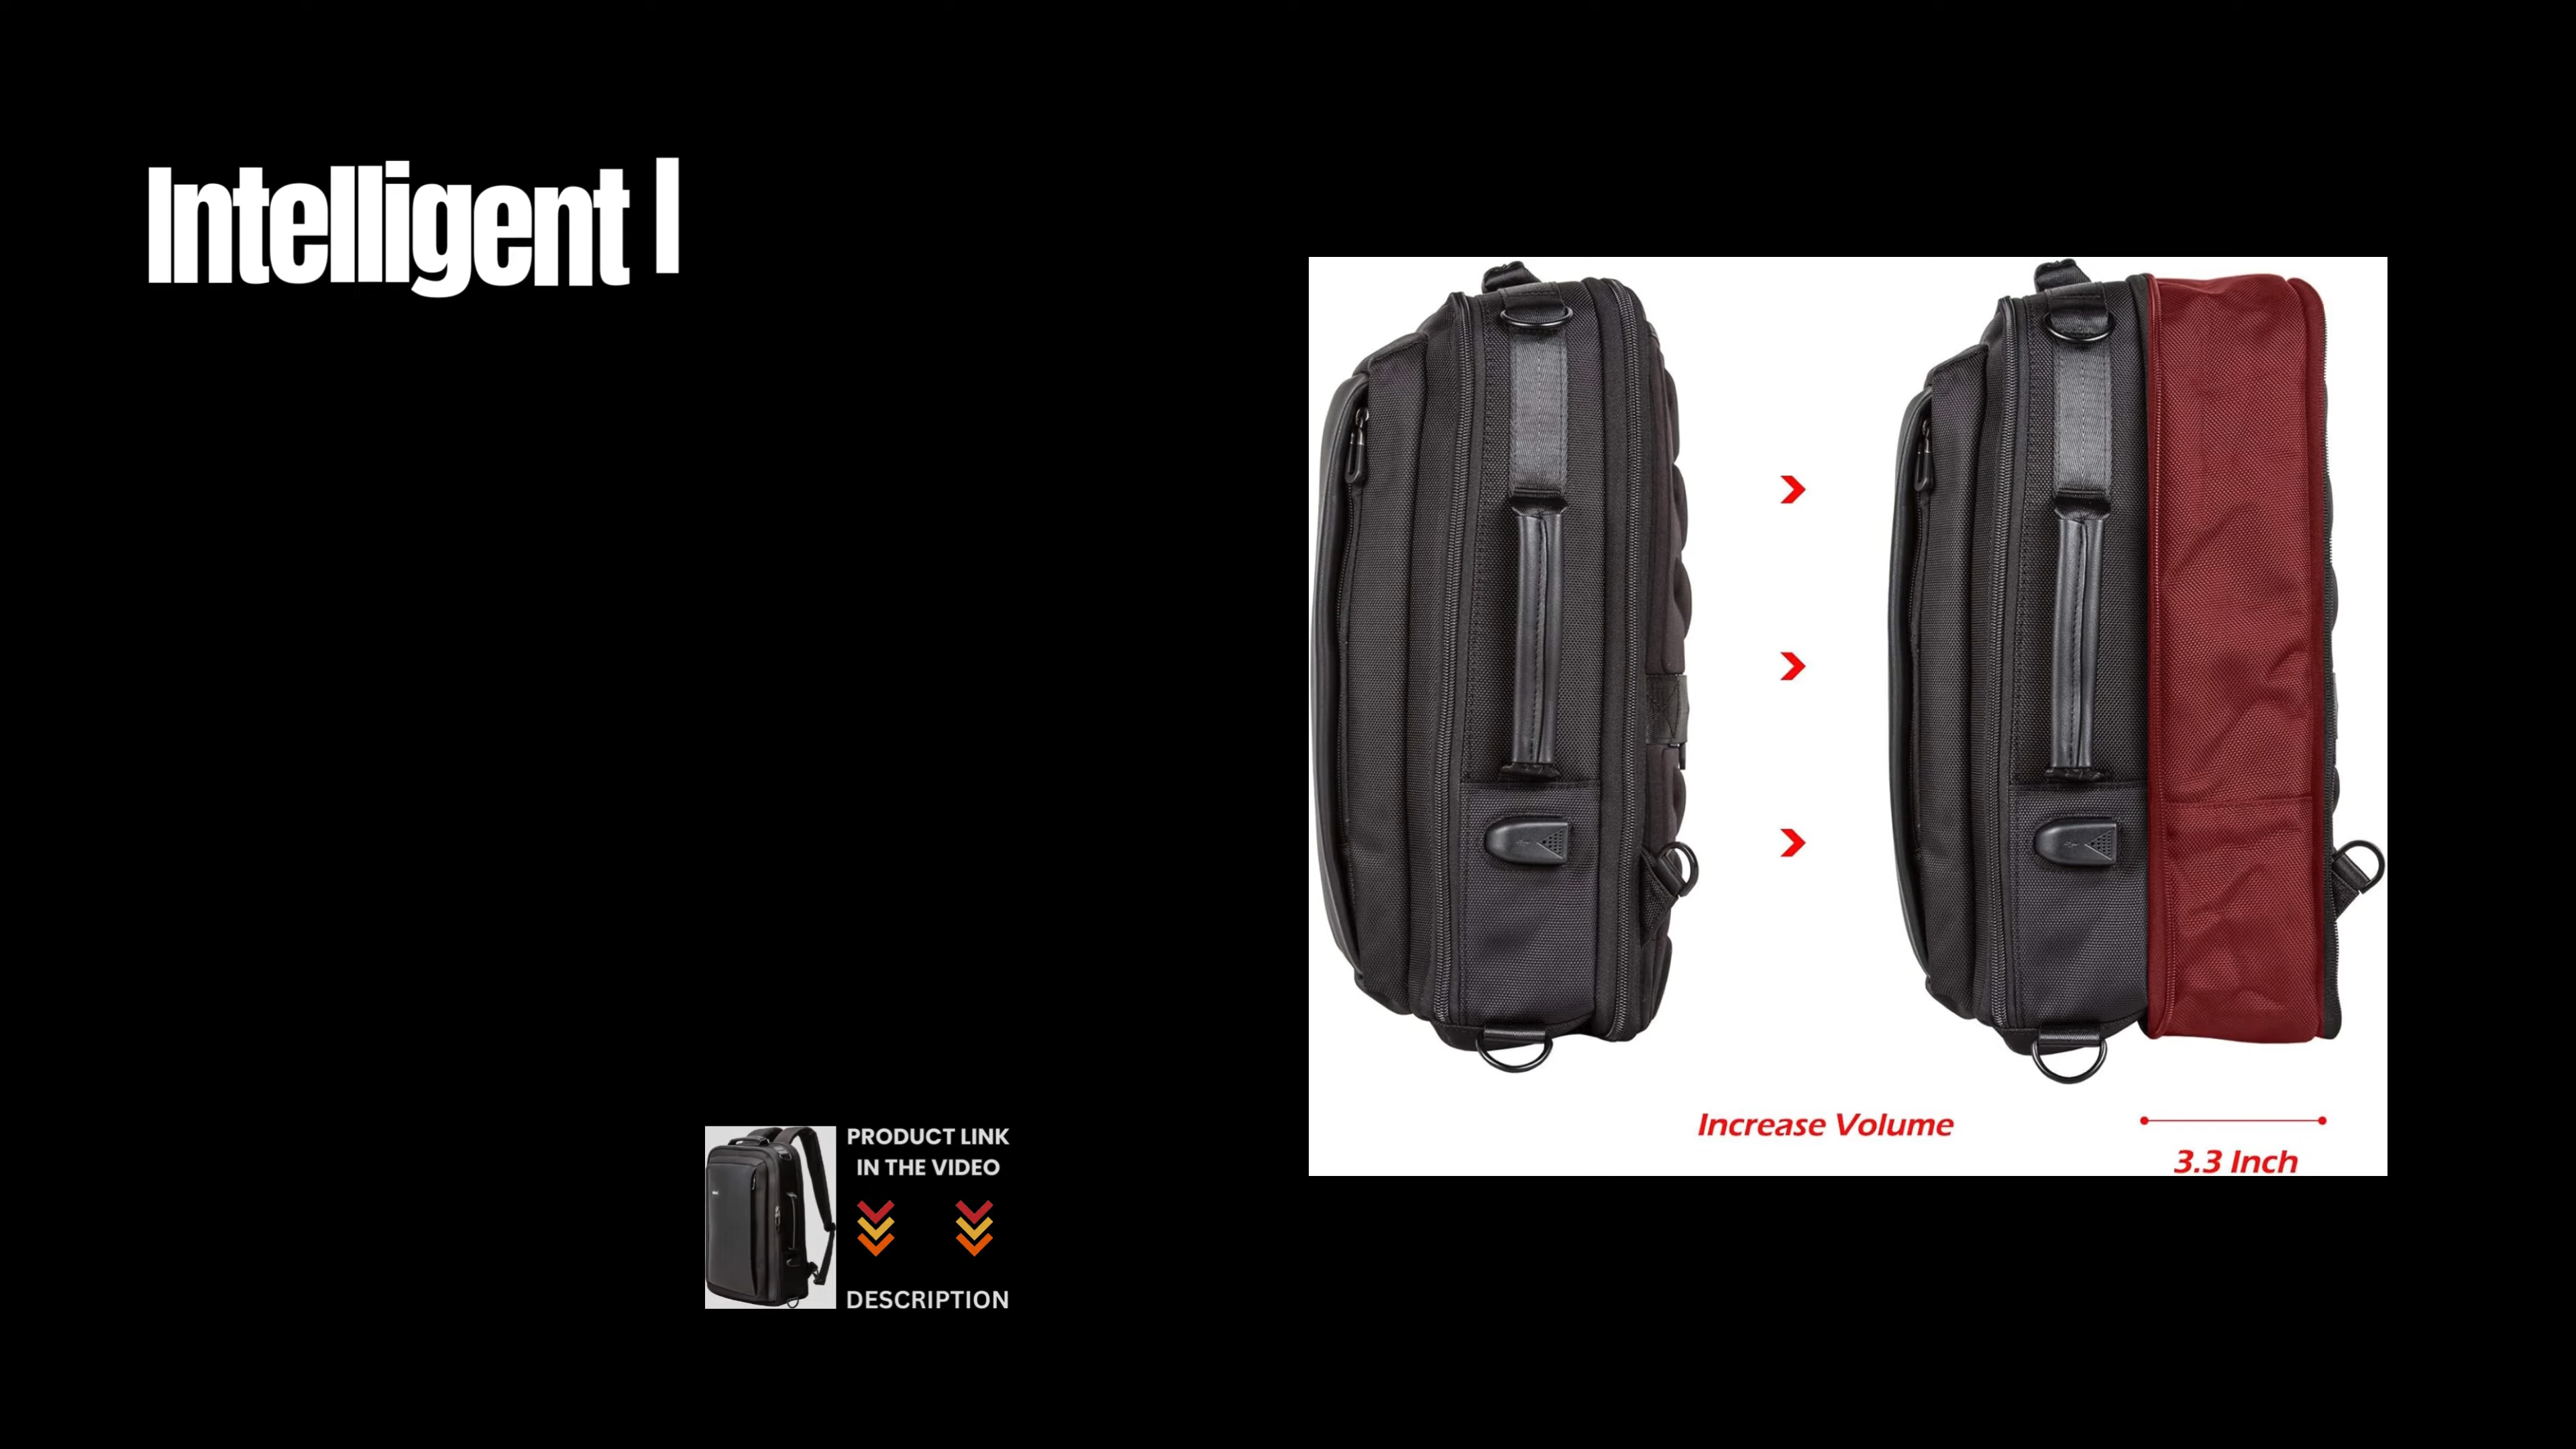 Intelligent I
Increase Volume
3.3 Inch
PRODUCT LINK
IN THE VIDEO
DESCRIPTION